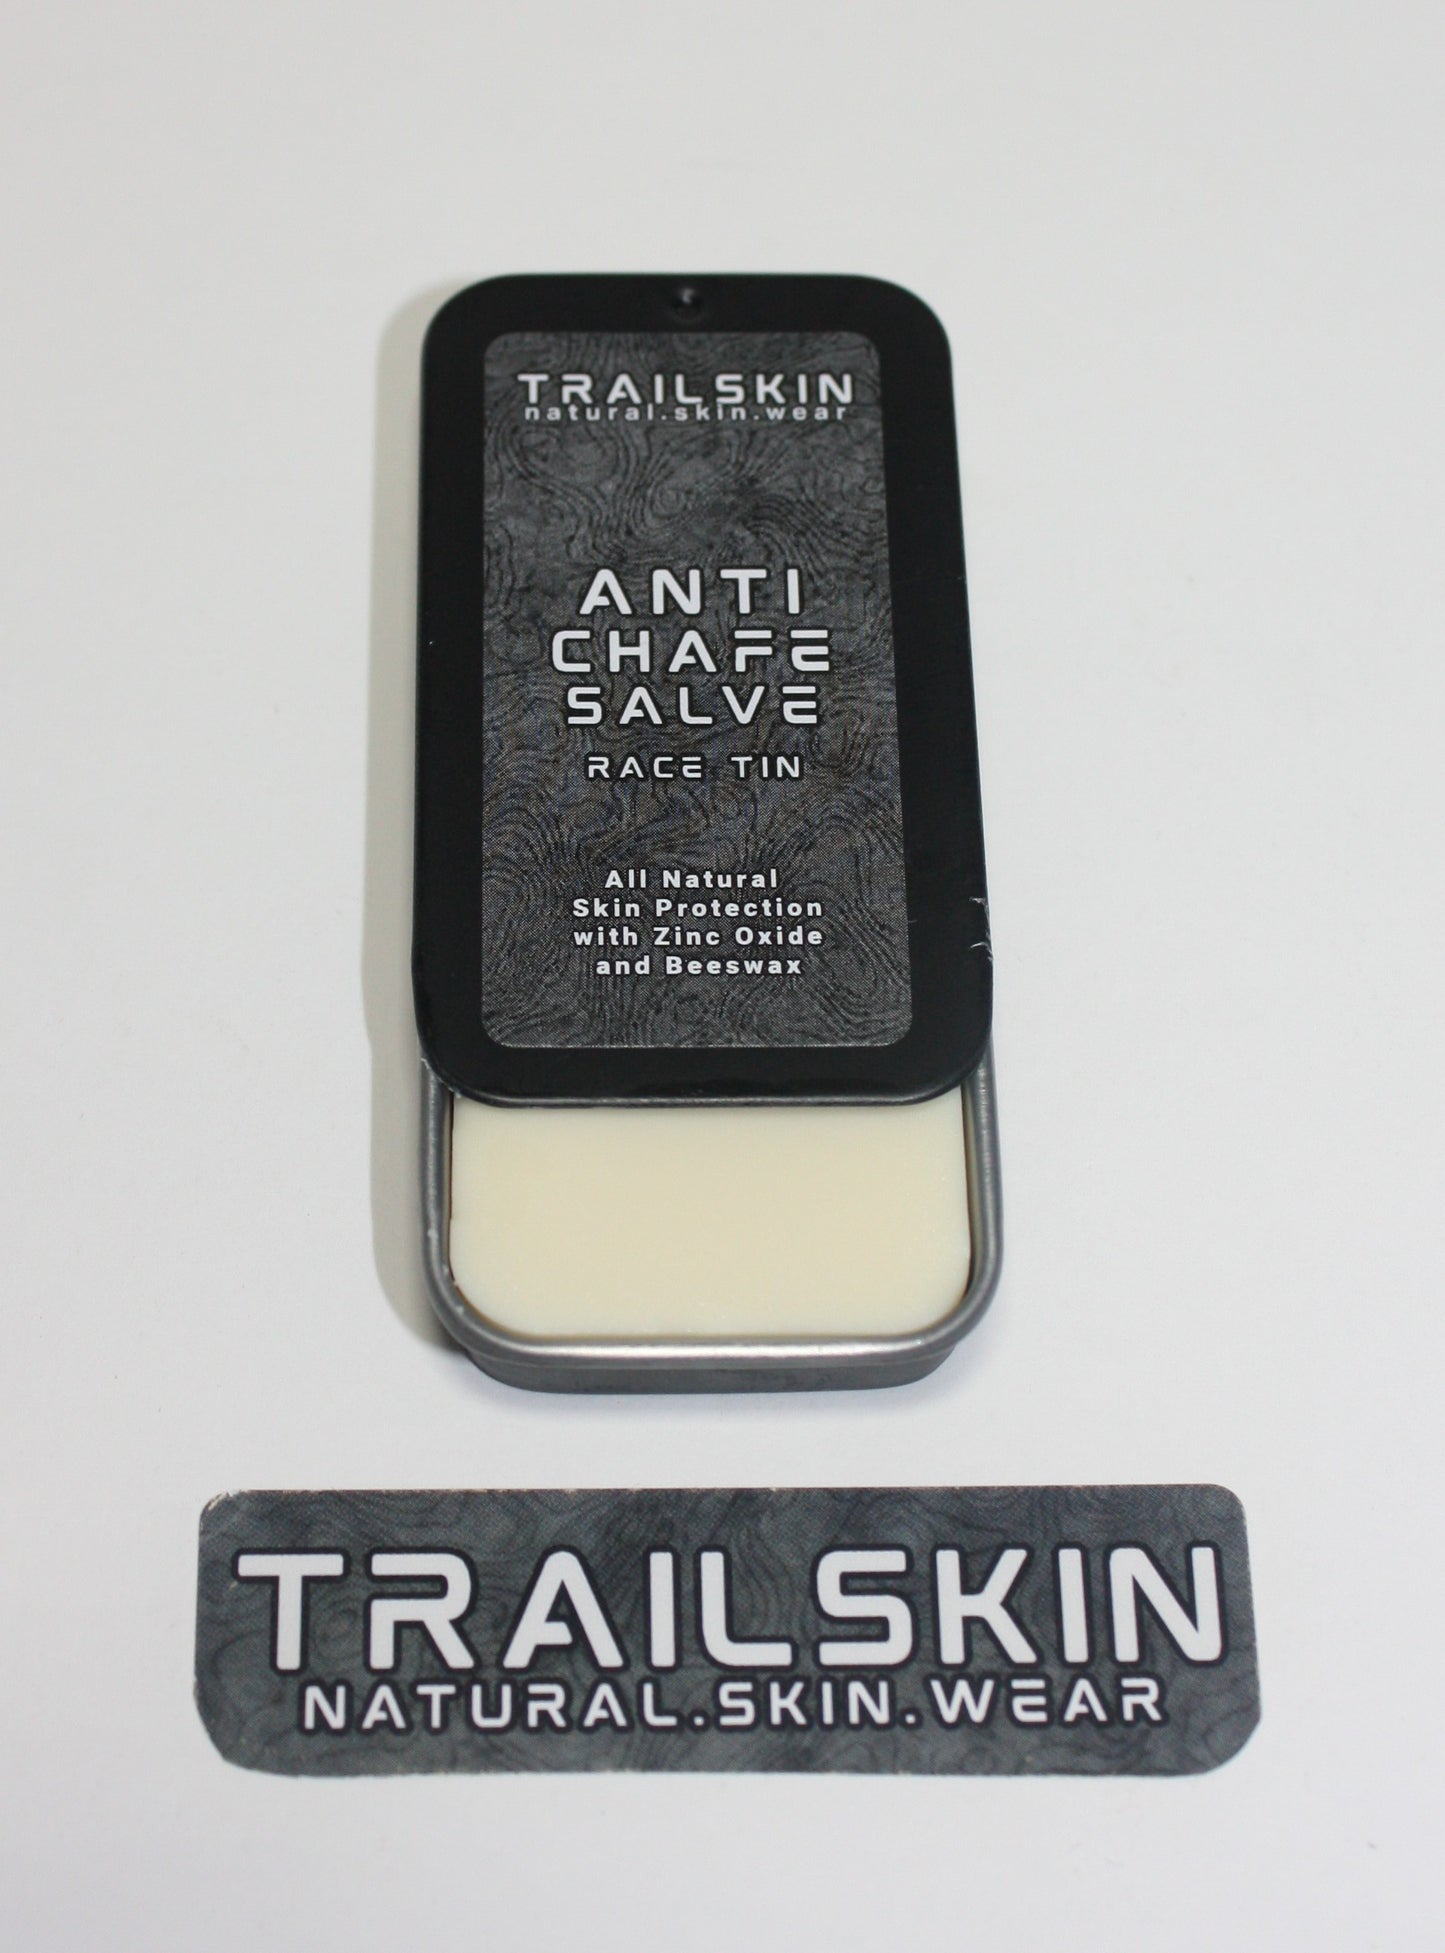 TRAILSKIN
natural.skin.wear
ANTI
CHAFE
SALVE
RACE TIN
All Natural
Skin Protection
with Zinc Oxide
and Beeswax
TRAILSKIN
NATURAL.SKIN.WEAR